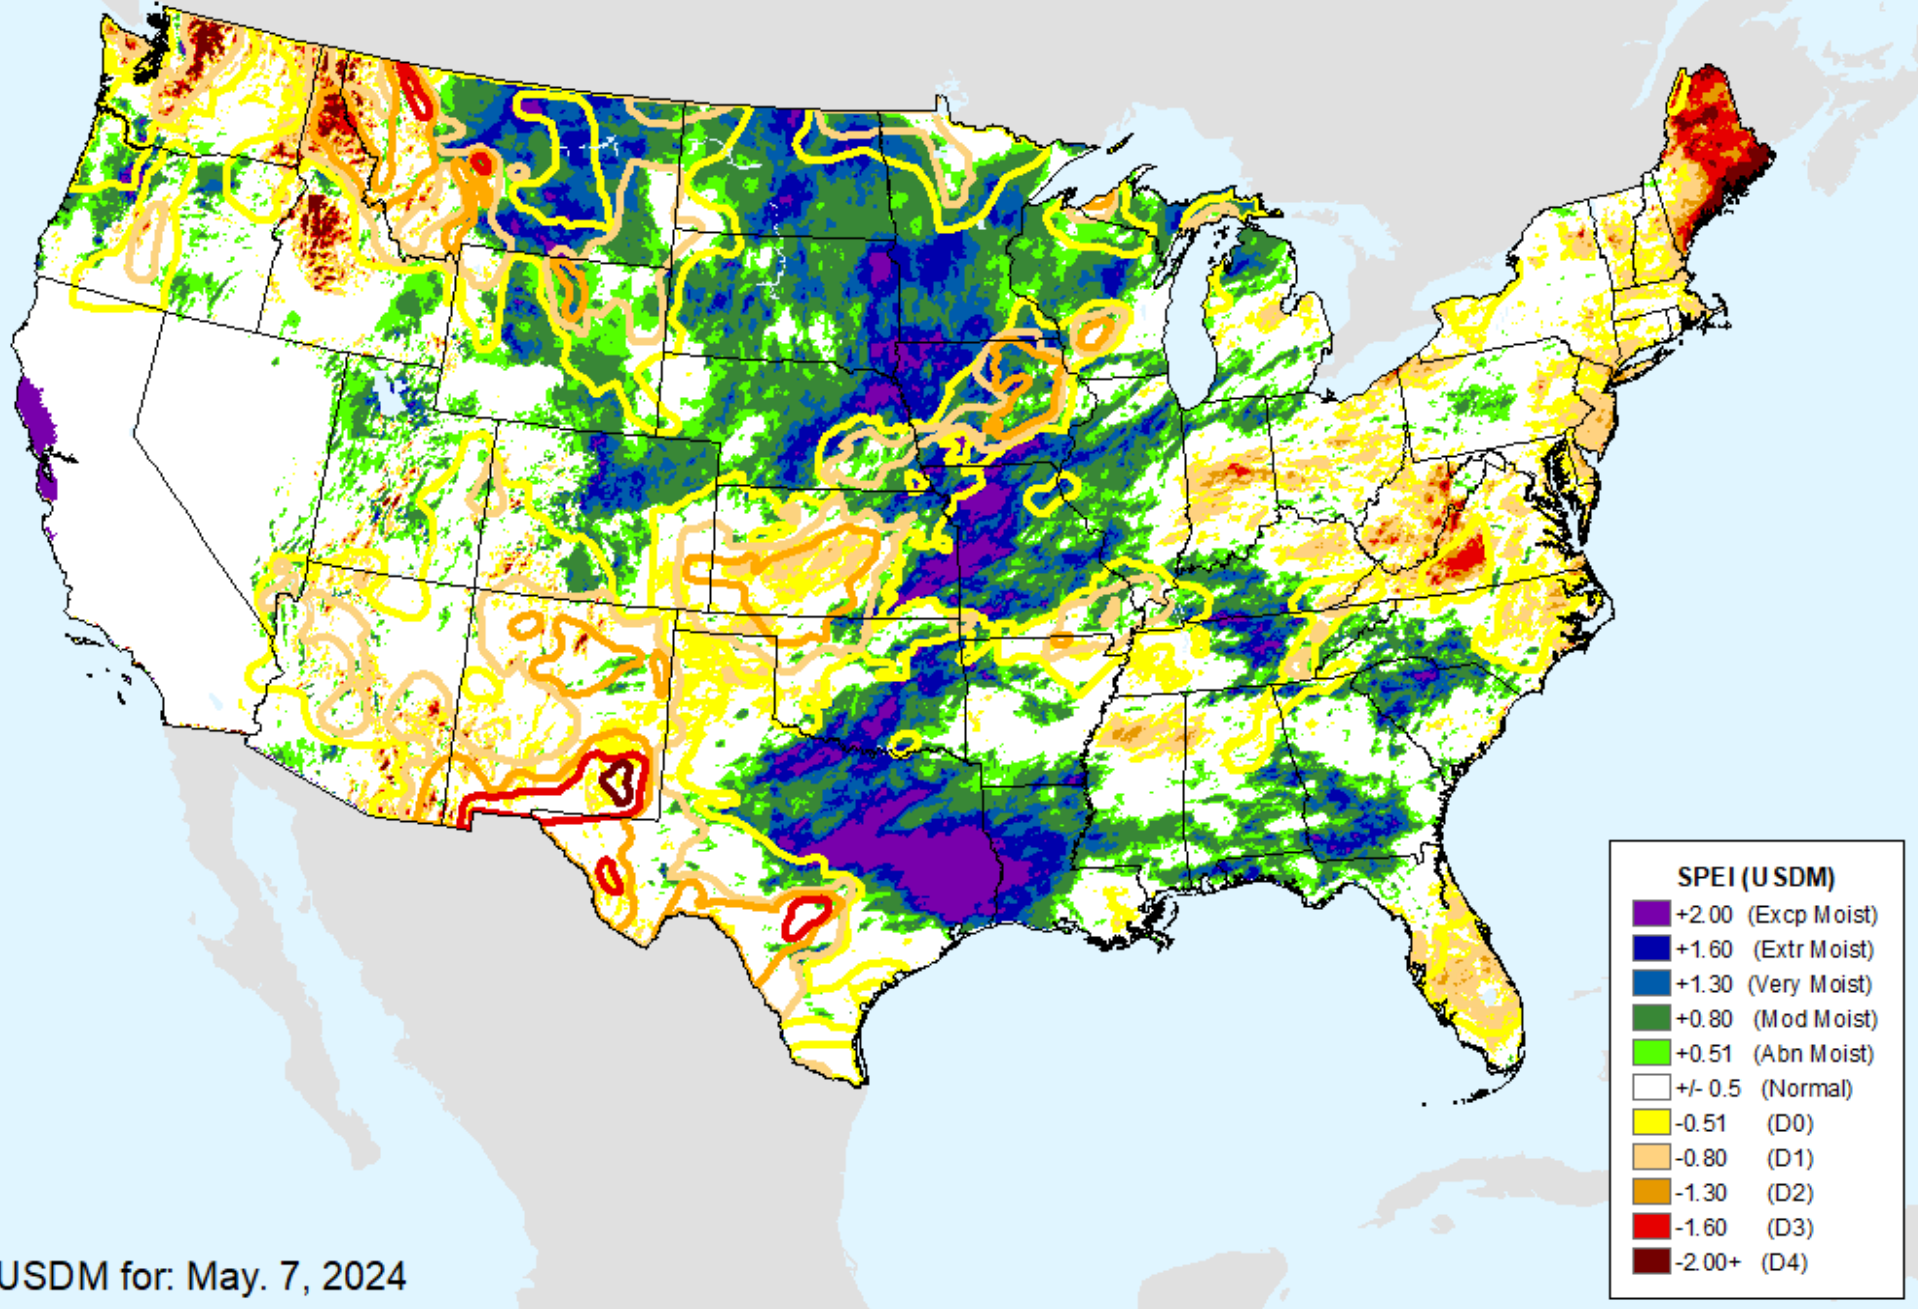 SPEI (USDM)
+2.00 (Excp Moist)
+1.60 (Extr Moist)
+1.30 (Very Moist)
+0.80 (Mod Moist)
+0.51 (Abn Moist)
+/- 0.5 (Normal)
-0.51 (D0)
-0.80 (D1)
-1.30 (D2)
-1.60 (D3)
-2.00+ (D4)
USDM for: May. 7, 2024